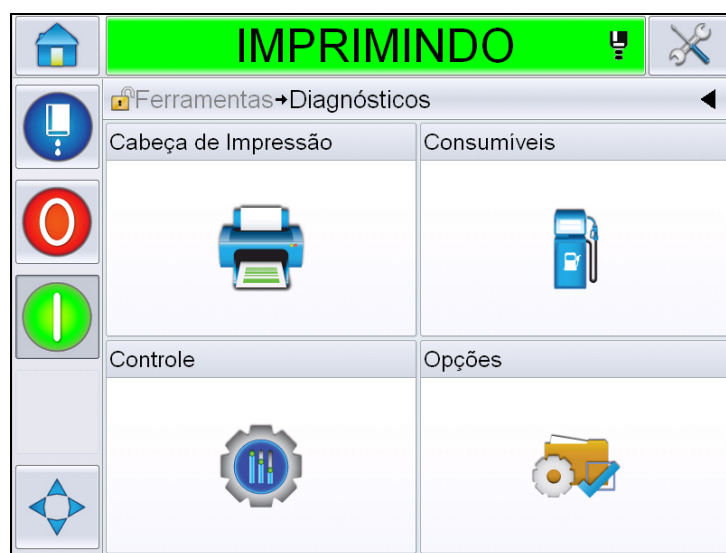 IMPRIMINDO
Ferramentas→Diagnósticos
Cabeça de Impressão
Consumíveis
Controle
Opções